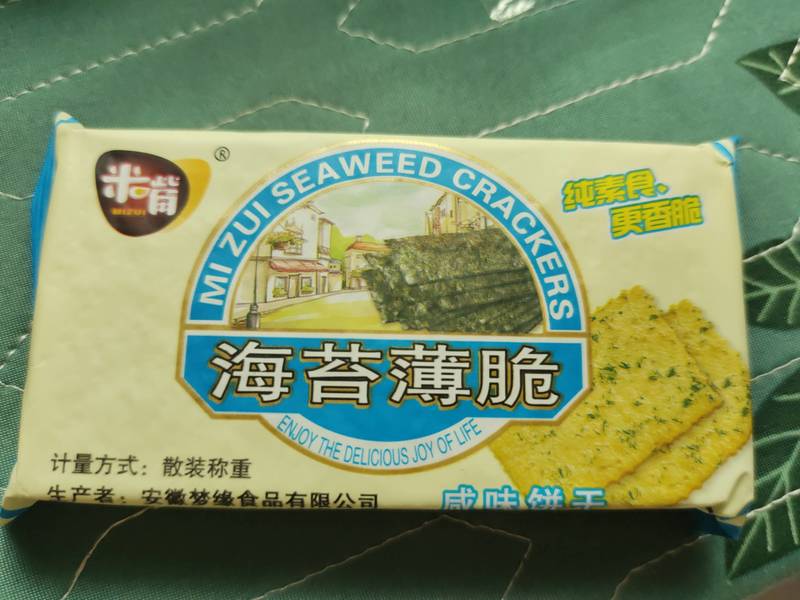 米嘴
MIZUI
®
MI ZUI SEAWEED CRACKERS
纯素食、
更香脆
海苔薄脆
ENJOY THE DELICIOUS JOY OF LIFE
计量方式：散装称重
生产者：安徽梦缘食品有限公司
咸味饼干